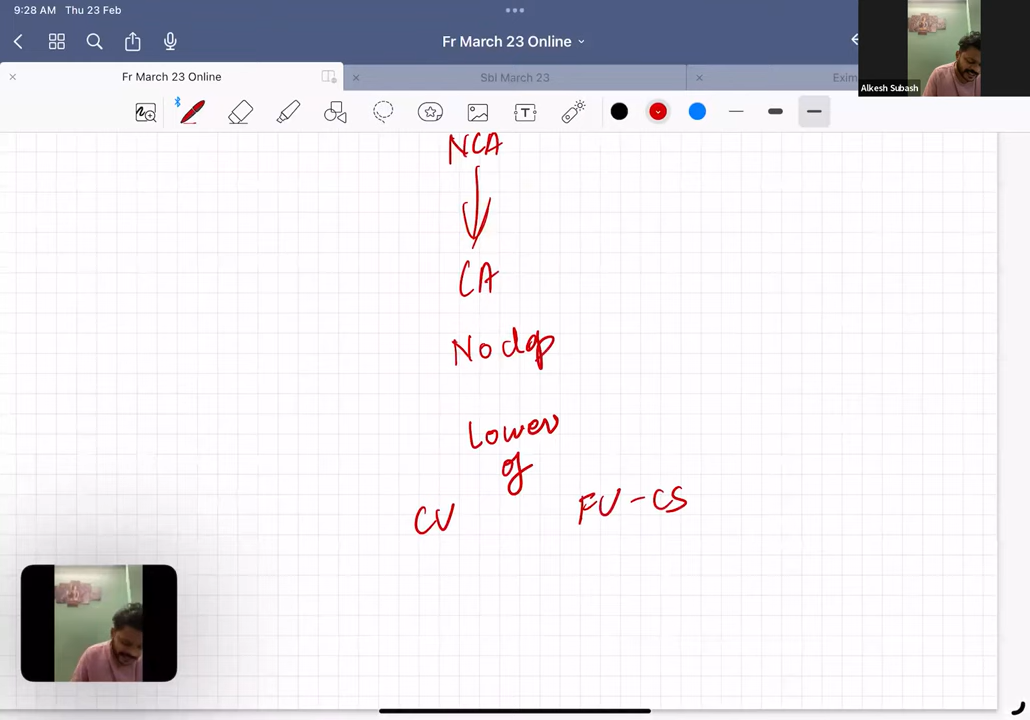 9:28 AM Thu 23 Feb
Fr March 23 Online
Fr March 23 Online
Sbl March 23
Exim
Alkesh Subash
T
NCA
CA
No dep
Lower
of
CV FV - CS